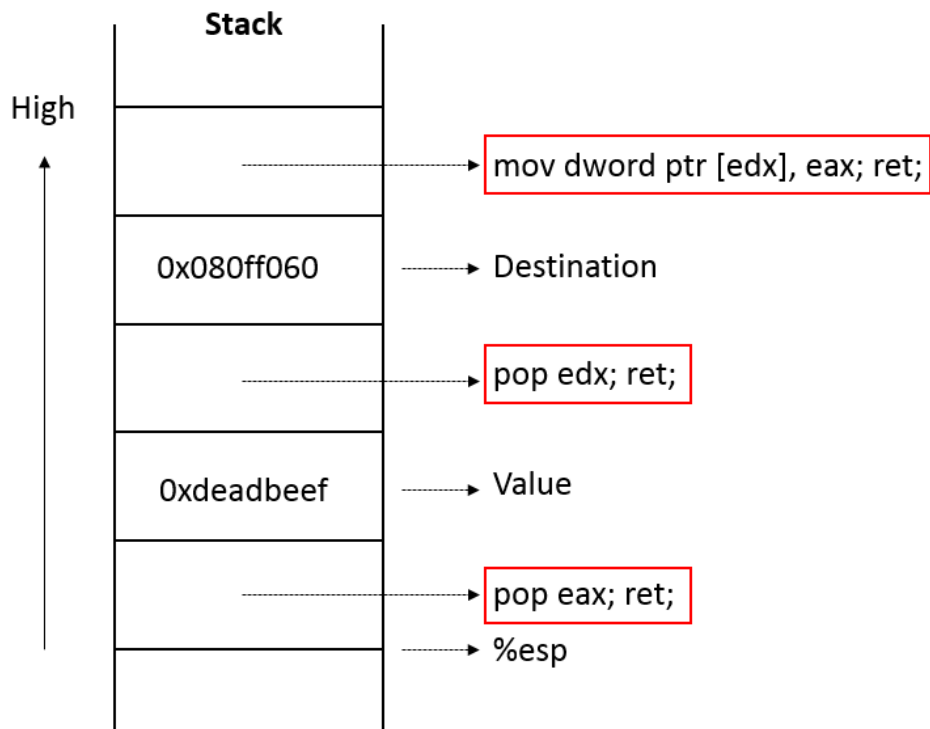 Stack
High
mov dword ptr [edx], eax; ret;
0x080ff060
Destination
pop edx; ret;
0xdeadbeef
Value
pop eax; ret;
%esp